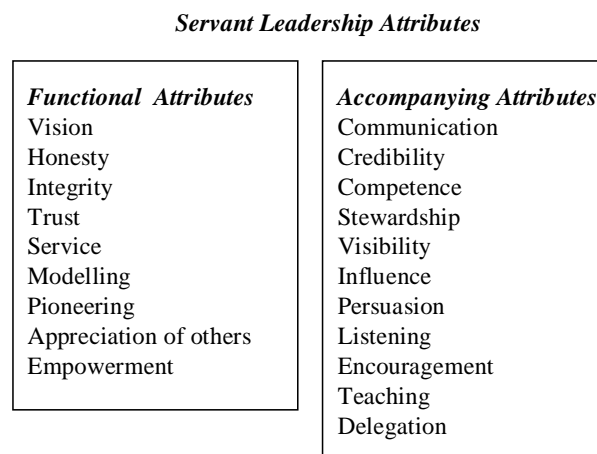 Servant Leadership Attributes
Functional Attributes
Vision
Honesty
Integrity
Trust
Service
Modelling
Pioneering
Appreciation of others
Empowerment
Accompanying Attributes
Communication
Credibility
Competence
Stewardship
Visibility
Influence
Persuasion
Listening
Encouragement
Teaching
Delegation